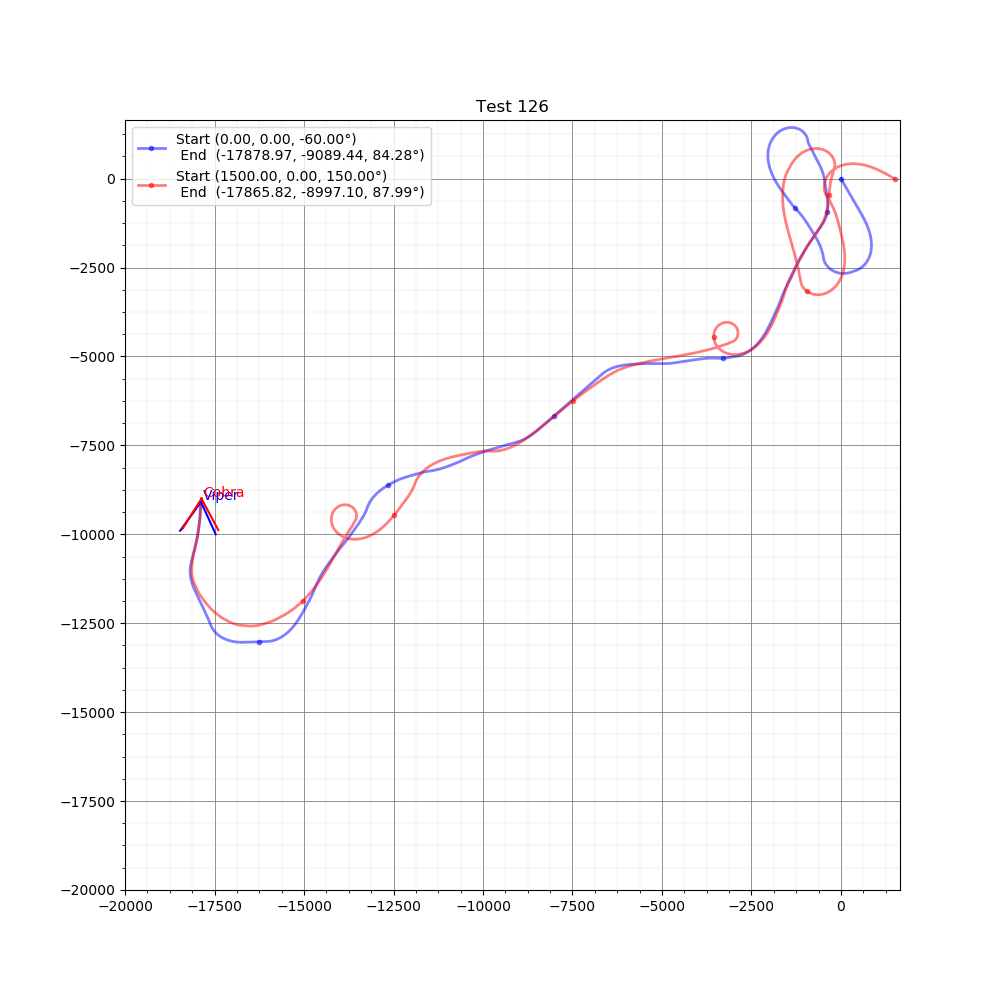 Test 126
Start (0.00, 0.00, -60.00°)
End (-17878.97, -9089.44, 84.28°)
Start (1500.00, 0.00, 150.00°)
End (-17865.82, -8997.10, 87.99°)
0
−2500
−5000
−7500
−10000
−12500
−15000
−17500
−20000
Cobra
Viper
−20000 −17500 −15000 −12500 −10000 −7500 −5000 −2500 0